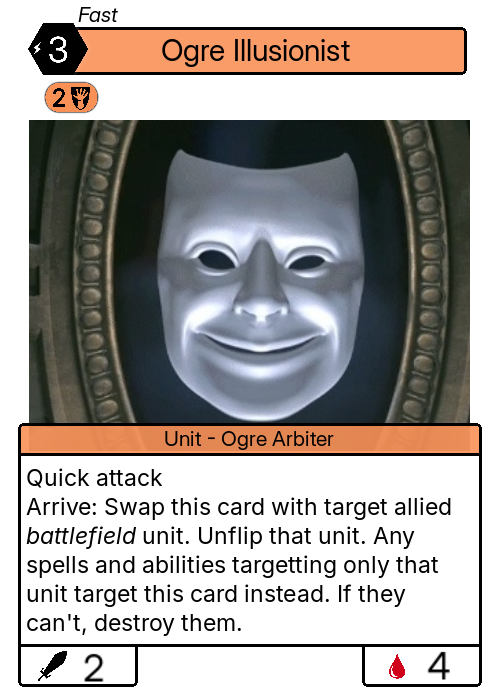 Fast
3
Ogre Illusionist
2
Unit - Ogre Arbiter
Quick attack
Arrive: Swap this card with target allied
battlefield unit. Unflip that unit. Any
spells and abilities targetting only that
unit target this card instead. If they
can't, destroy them.
2
4